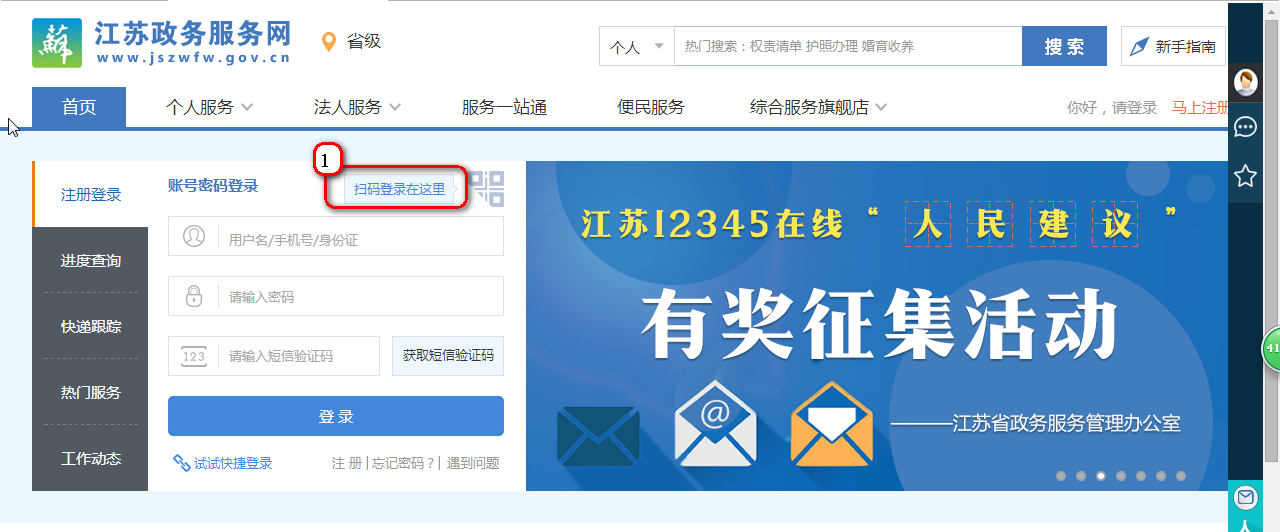 江苏政务服务网
www.jszwfw.gov.cn
省级
个人
热门搜索：权责清单 护照办理 婚育收养
搜 索
新手指南
首页
个人服务
法人服务
服务一站通
便民服务
综合服务旗舰店
你好，请登录
马上注册
1
注册登录
进度查询
快递跟踪
热门服务
工作动态
账号密码登录
扫码登录在这里
用户名/手机号/身份证
请输入密码
123
请输入短信验证码
获取短信验证码
登 录
试试快捷登录
注 册 | 忘记密码？| 遇到问题
江苏12345在线“人民建议”
有奖征集活动
@
———江苏省政务服务管理办公室
41